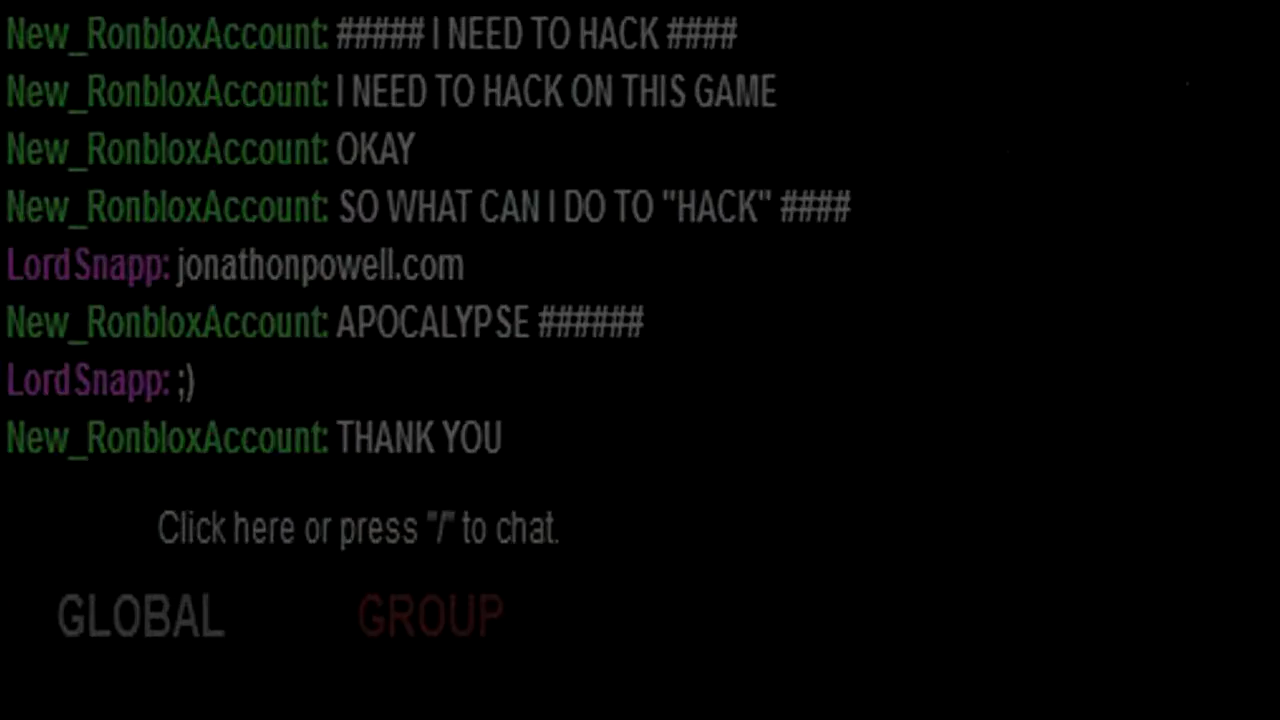 New_RonbloxAccount: ##### I NEED TO HACK ####
New_RonbloxAccount: I NEED TO HACK ON THIS GAME
New_RonbloxAccount: OKAY
New_RonbloxAccount: SO WHAT CAN I DO TO "HACK" ####
LordSnapp: jonathonpowell.com
New_RonbloxAccount: APOCALYPSE ######
LordSnapp: ;)
New_RonbloxAccount: THANK YOU
Click here or press "/" to chat.
GLOBAL GROUP